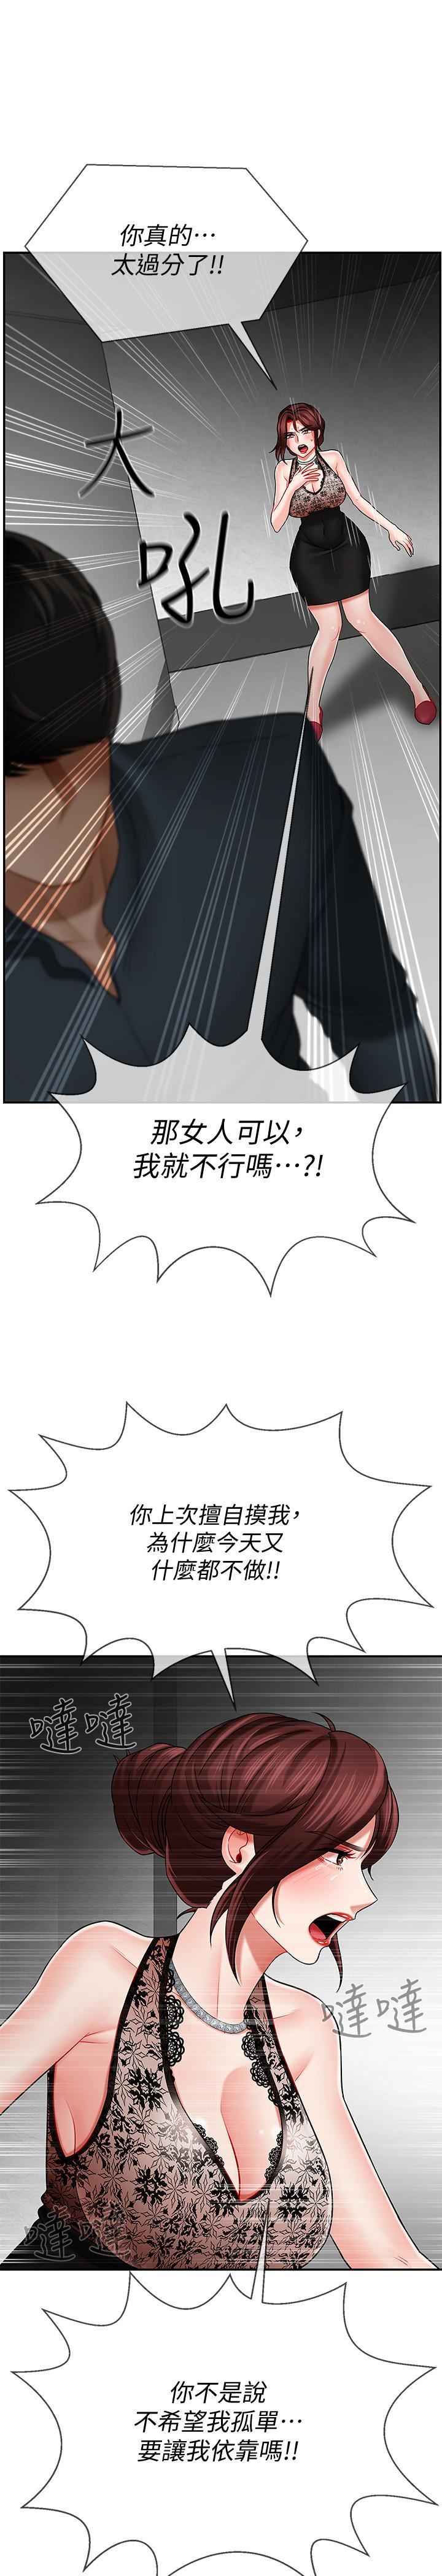 你真的…
太過分了!!
大
吼
那女人可以，
我就不行嗎…?!
你上次擅自摸我，
為什麼今天又
什麼都不做!!
噠噠
噠噠
噠噠
你不是說
不希望我孤單…
要讓我依靠嗎!!